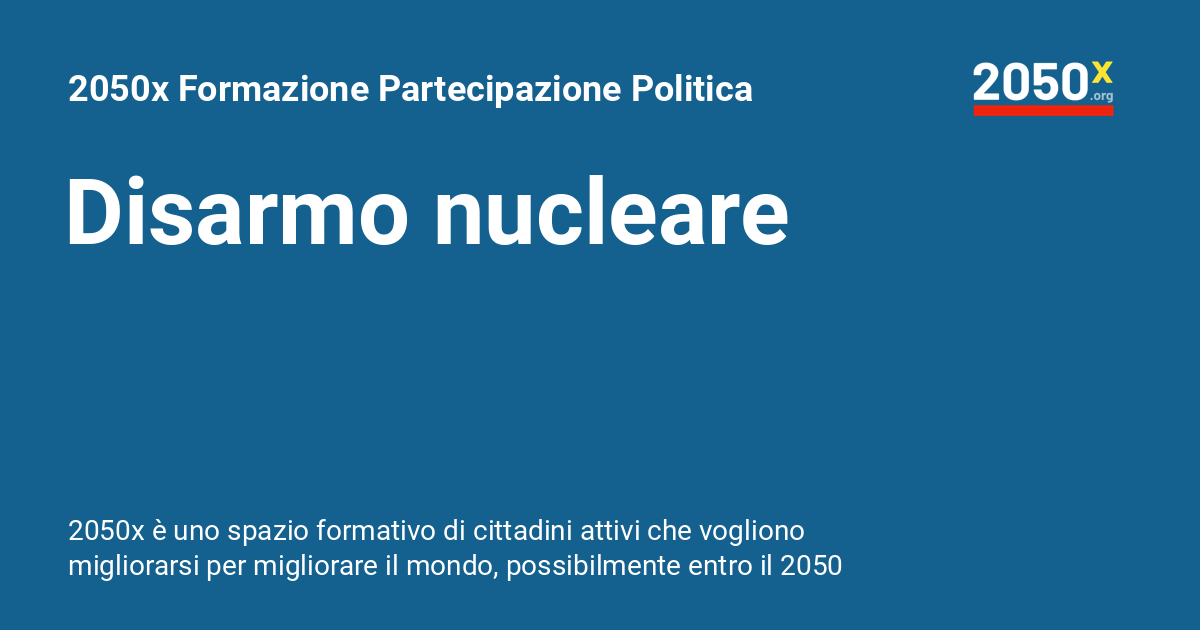 2050x Formazione Partecipazione Politica
2050x
.org
Disarmo nucleare
2050x è uno spazio formativo di cittadini attivi che vogliono
migliorarsi per migliorare il mondo, possibilmente entro il 2050